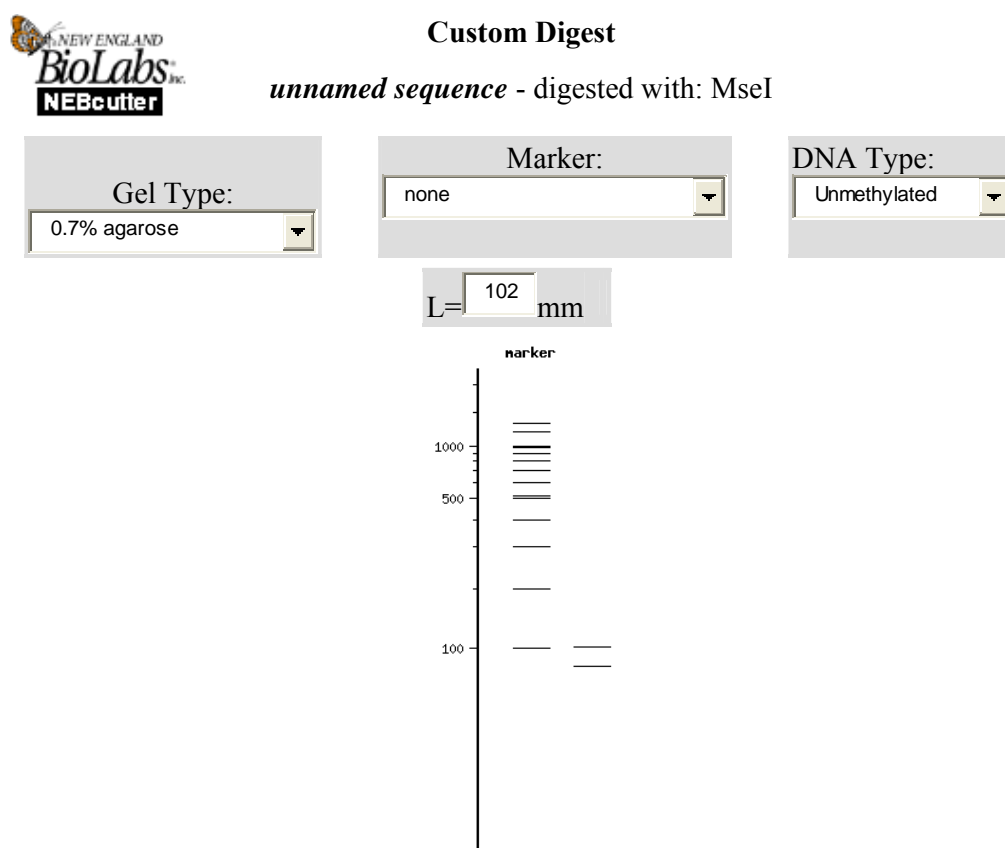 NEW ENGLAND
BioLabs Inc.
NEBcutter
Custom Digest
unnamed sequence - digested with: MseI
Gel Type:
0.7% agarose
Marker:
none
DNA Type:
Unmethylated
L= 102 mm
marker
1000
500
100